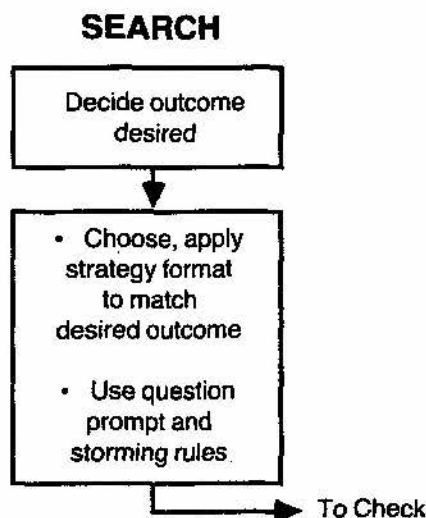 SEARCH
Decide outcome
desired
• Choose, apply
strategy format
to match
desired outcome
• Use question
prompt and
storming rules
To Check